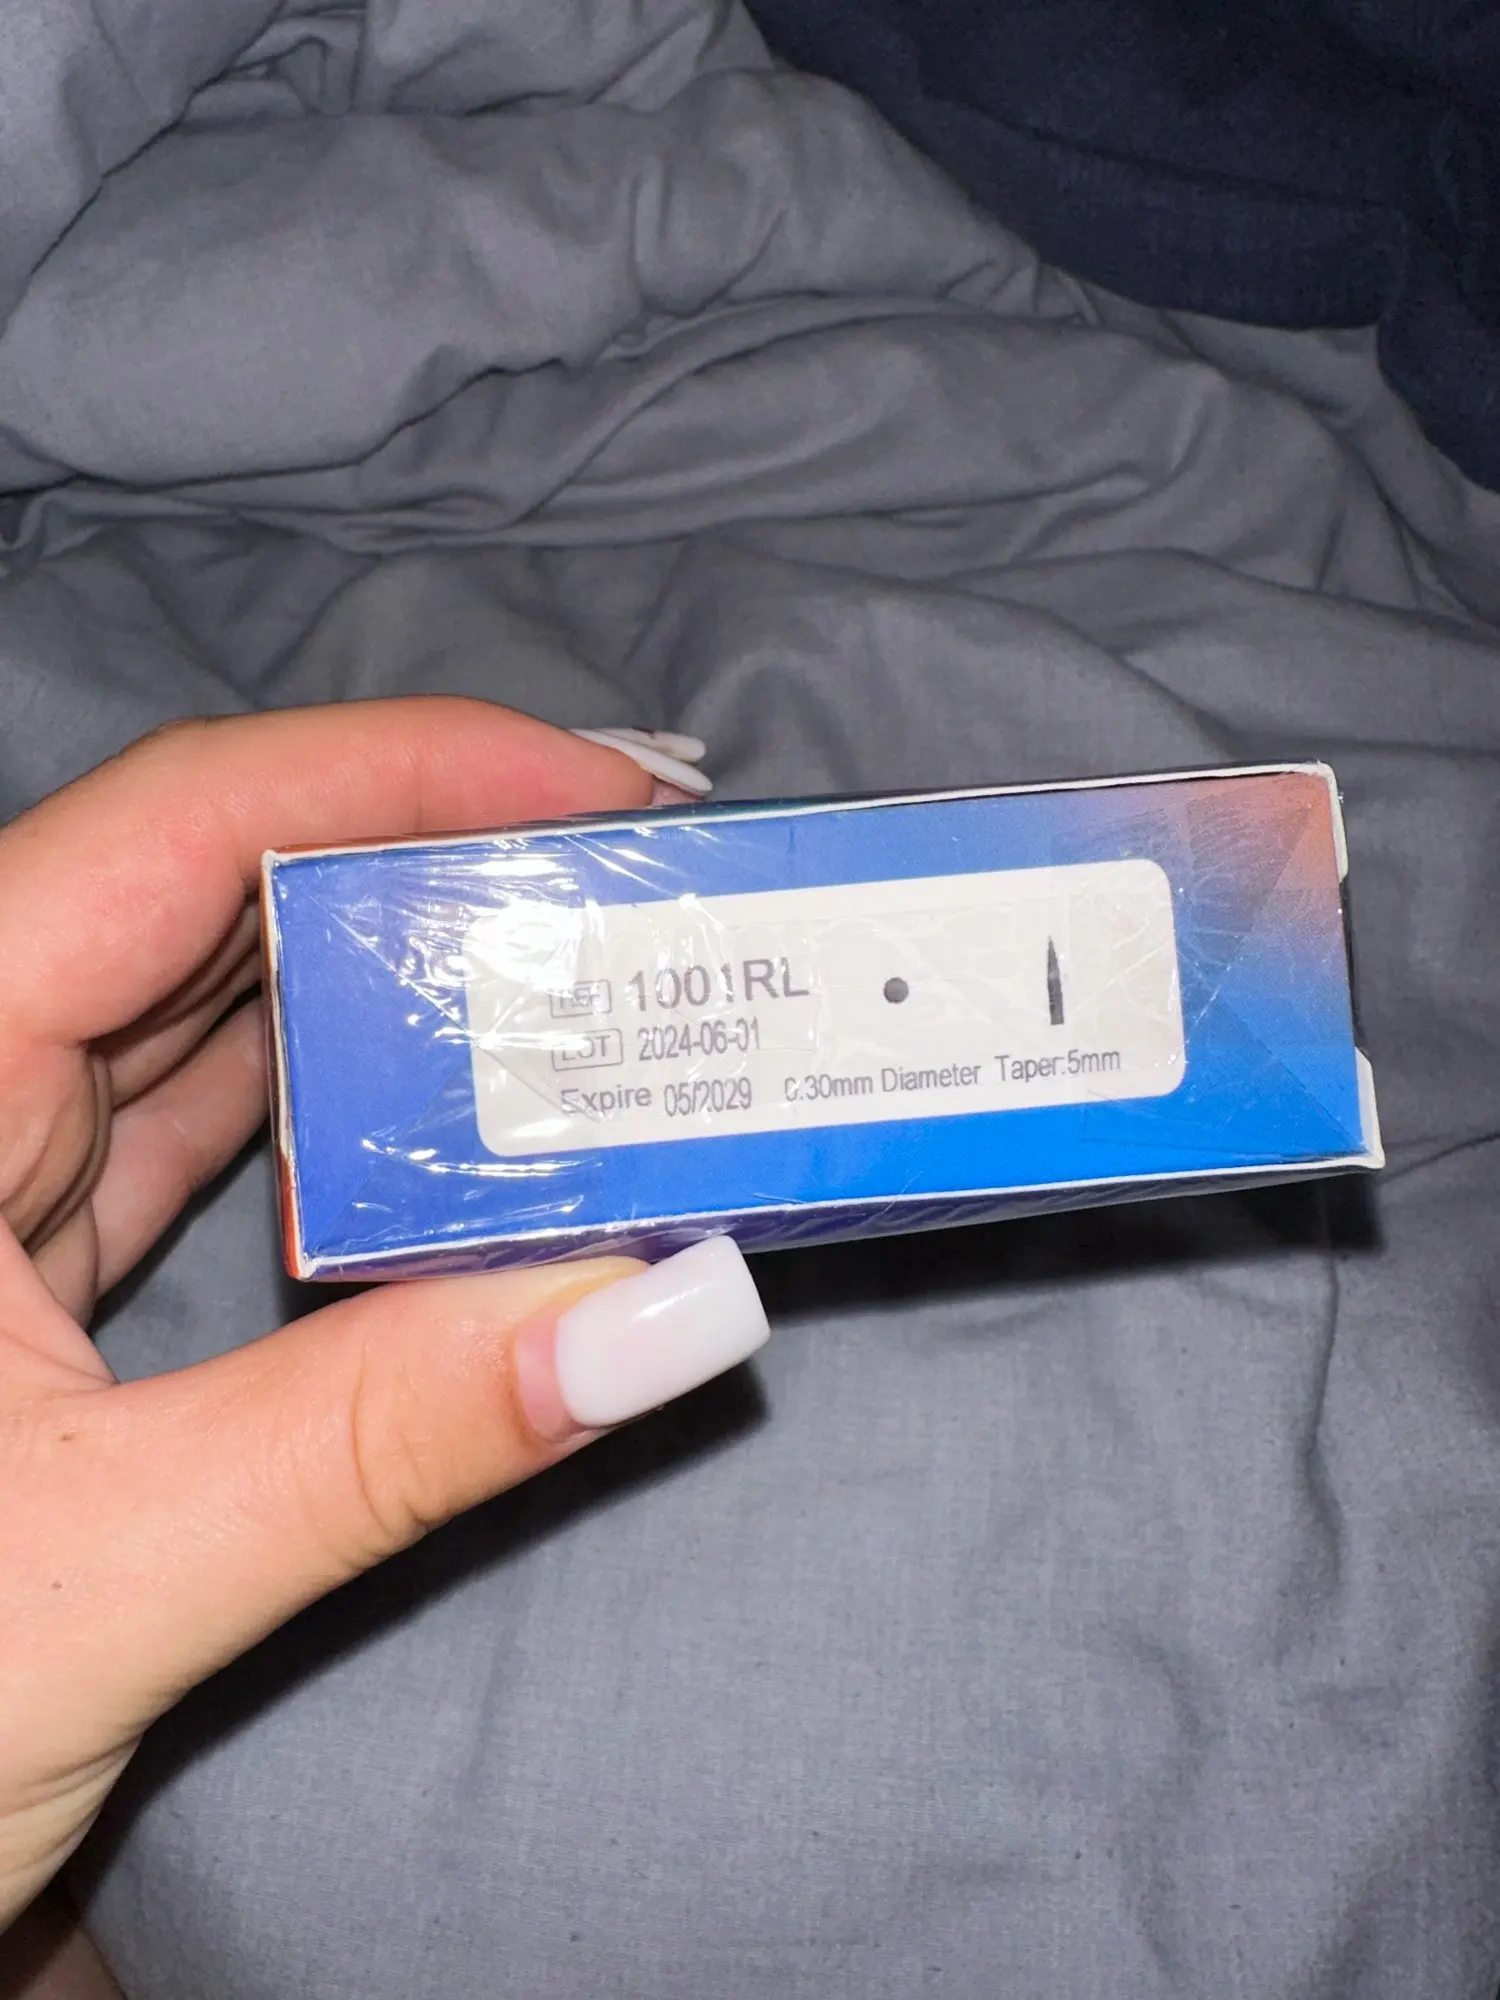 REF 1001RL
LOT 2024-06-01
Expire 05/2029 0.30mm Diameter Taper:5mm